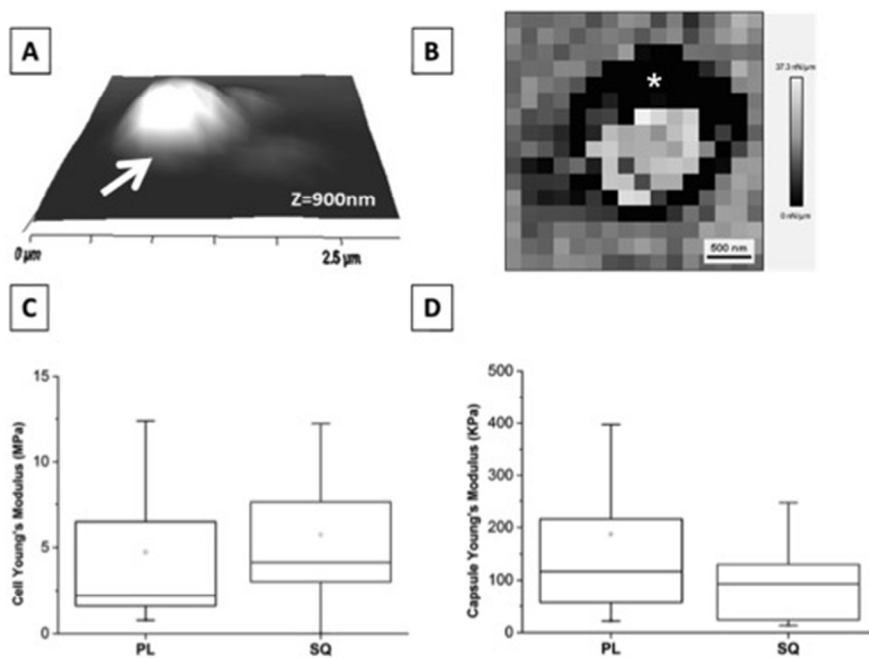 A
Z=900nm
0 µm
2.5 µm
B
*
37.3 nN/µm
0 nN/µm
500 nm
C
Cell Young's Modulus (MPa)
15
10
5
0
PL
SQ
D
Capsule Young's Modulus (KPa)
500
400
300
200
100
0
PL
SQ